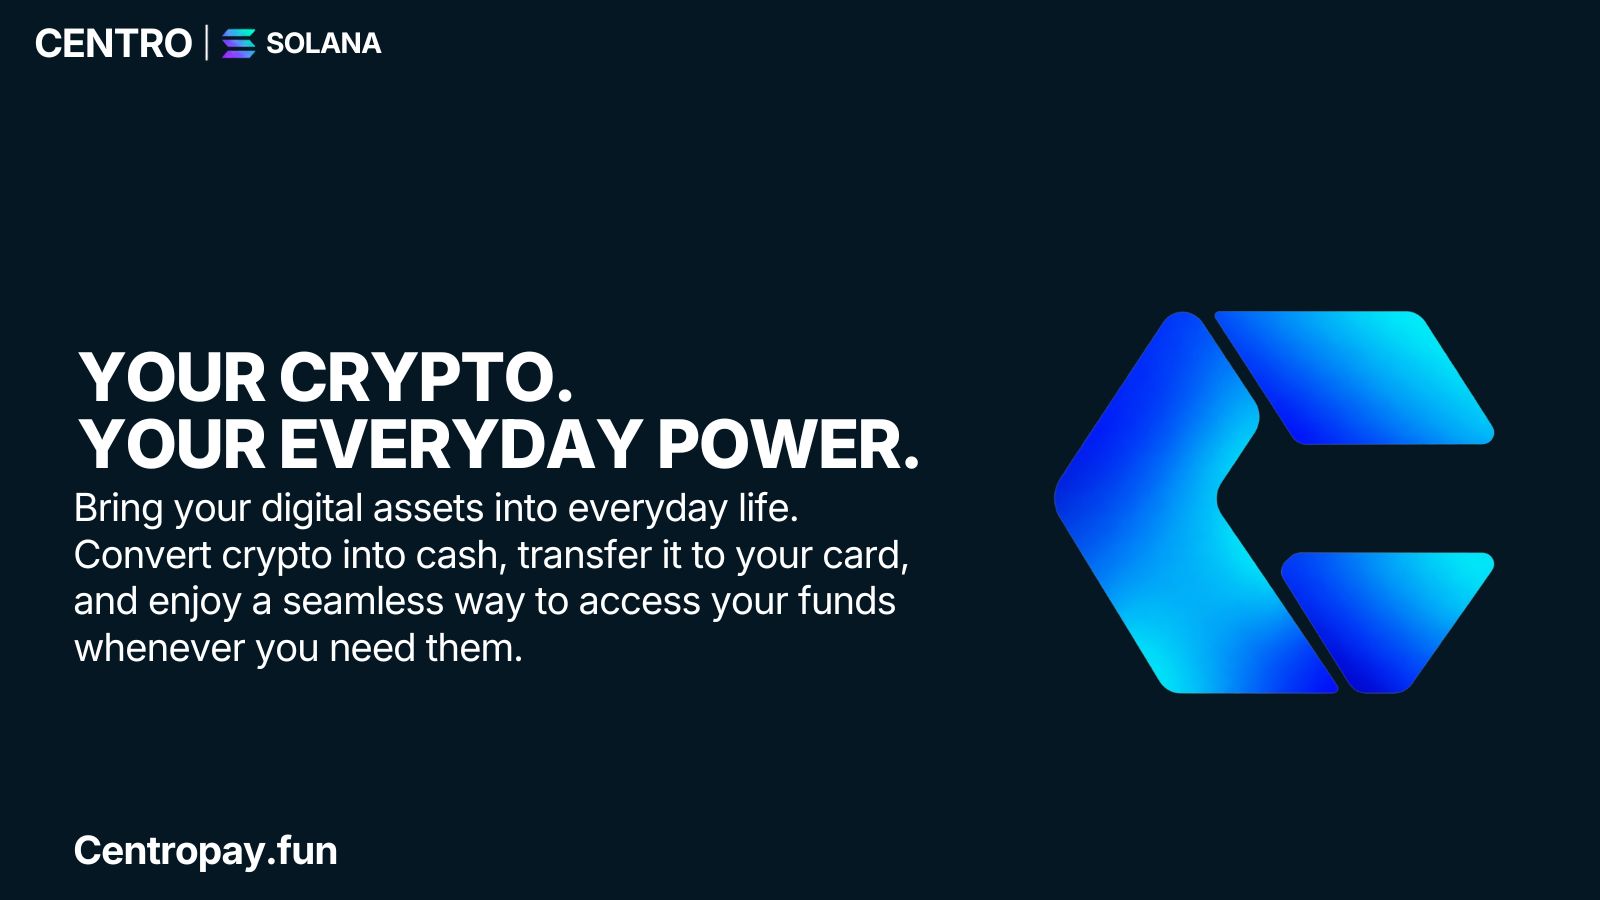 CENTRO | SOLANA
YOUR CRYPTO.
YOUR EVERYDAY POWER.
Bring your digital assets into everyday life.
Convert crypto into cash, transfer it to your card,
and enjoy a seamless way to access your funds
whenever you need them.
Centropay.fun